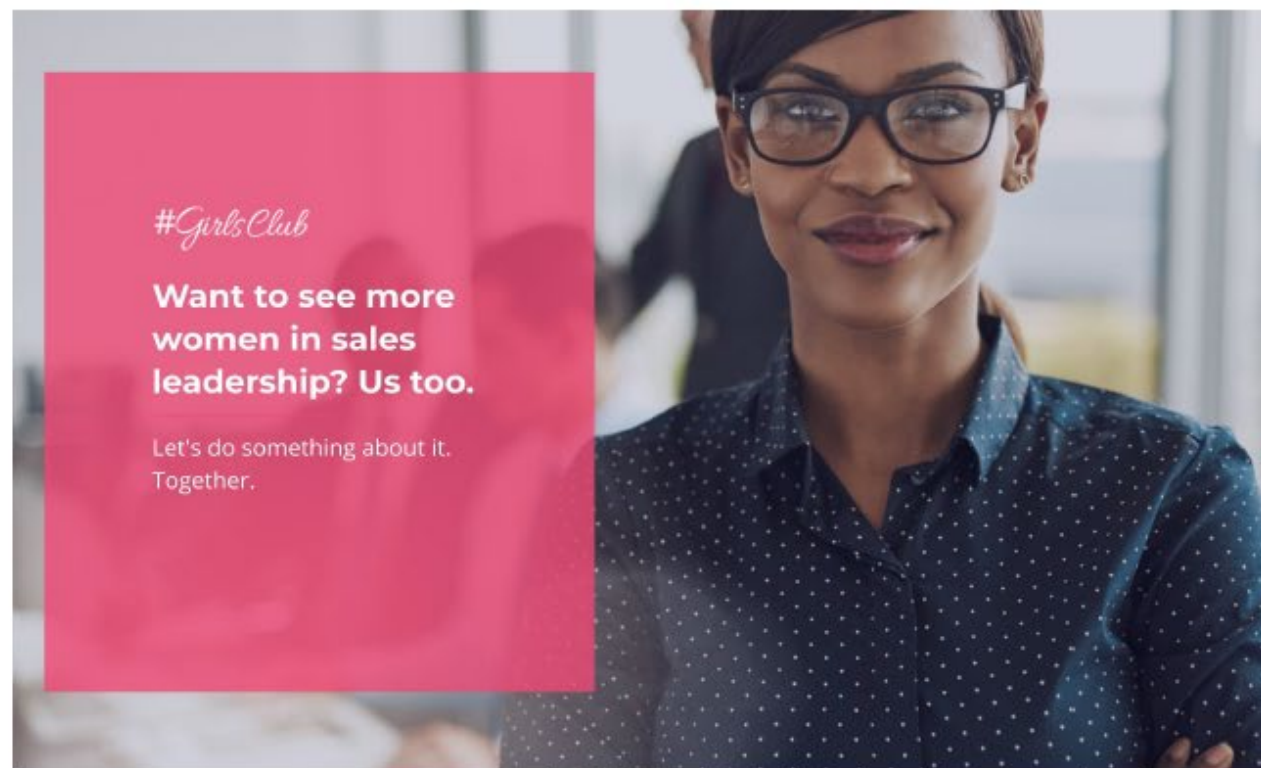 #GirlsClub
Want to see more
women in sales
leadership? Us too.
Let's do something about it.
Together.